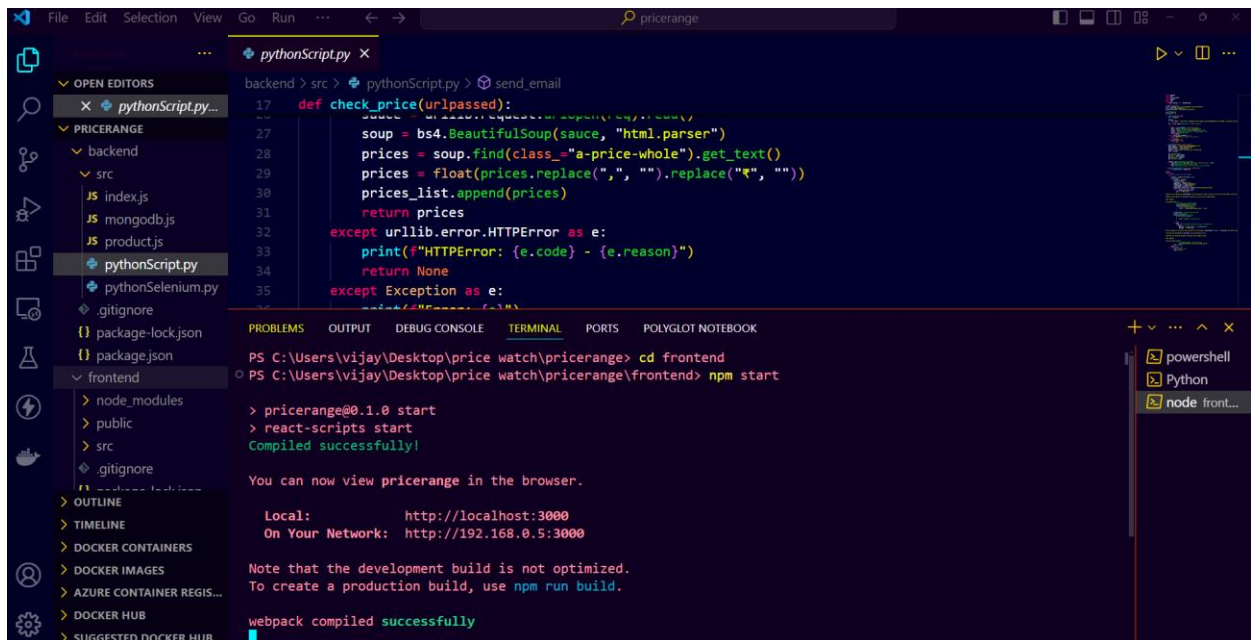 File Edit Selection View Go Run ··· ← → pricerange
pythonScript.py ×
OPEN EDITORS
× pythonScript.py...
PRICERANGE
backend
src
JS index.js
JS mongodb.js
JS product.js
pythonScript.py
pythonSelenium.py
.gitignore
{} package-lock.json
{} package.json
frontend
node_modules
public
src
.gitignore
OUTLINE
TIMELINE
DOCKER CONTAINERS
DOCKER IMAGES
AZURE CONTAINER REGIS...
DOCKER HUB
SUGGESTED DOCKER HUB
backend > src > pythonScript.py > send_email
17 def check_price(urlpassed):
27 soup = bs4.BeautifulSoup(sauce, "html.parser")
28 prices = soup.find(class_="a-price-whole").get_text()
29 prices = float(prices.replace(",", "").replace("₹", ""))
30 prices_list.append(prices)
31 return prices
32 except urllib.error.HTTPError as e:
33 print(f"HTTPError: {e.code} - {e.reason}")
34 return None
35 except Exception as e:
PROBLEMS OUTPUT DEBUG CONSOLE TERMINAL PORTS POLYGLOT NOTEBOOK
PS C:\Users\vijay\Desktop\price watch\pricerange> cd frontend
PS C:\Users\vijay\Desktop\price watch\pricerange\frontend> npm start
> pricerange@0.1.0 start
> react-scripts start
Compiled successfully!
You can now view pricerange in the browser.
Local: http://localhost:3000
On Your Network: http://192.168.0.5:3000
Note that the development build is not optimized.
To create a production build, use npm run build.
webpack compiled successfully
powershell
Python
node front...